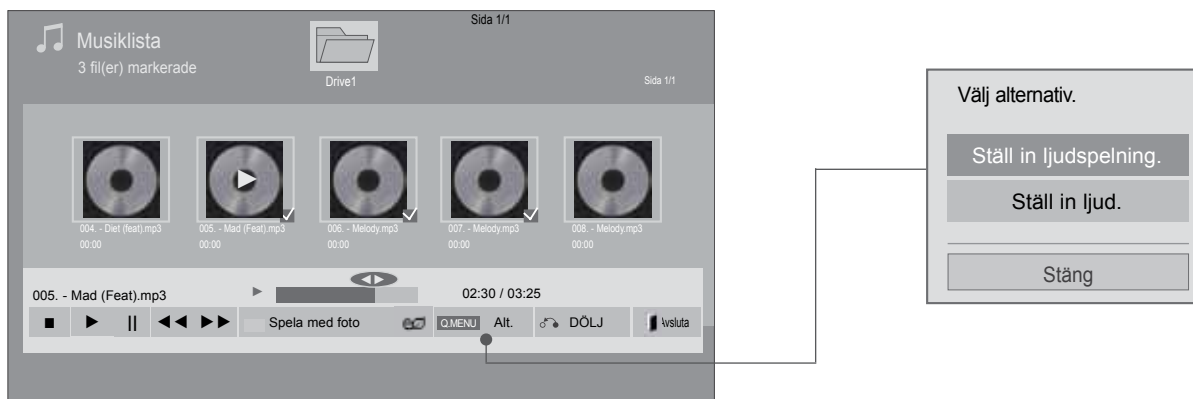 Sida 1/1
Musiklista
3 fil(er) markerade
Drive1
Sida 1/1
004. - Diet (feat).mp3
00:00
005. - Mad (Feat).mp3
00:00
006. - Melody.mp3
00:00
007. - Melody.mp3
00:00
008. - Melody.mp3
00:00
005. - Mad (Feat).mp3
02:30 / 03:25
Spela med foto
Q.MENU Alt.
DÖLJ
Avsluta
Välj alternativ.
Ställ in ljudspelning.
Ställ in ljud.
Stäng